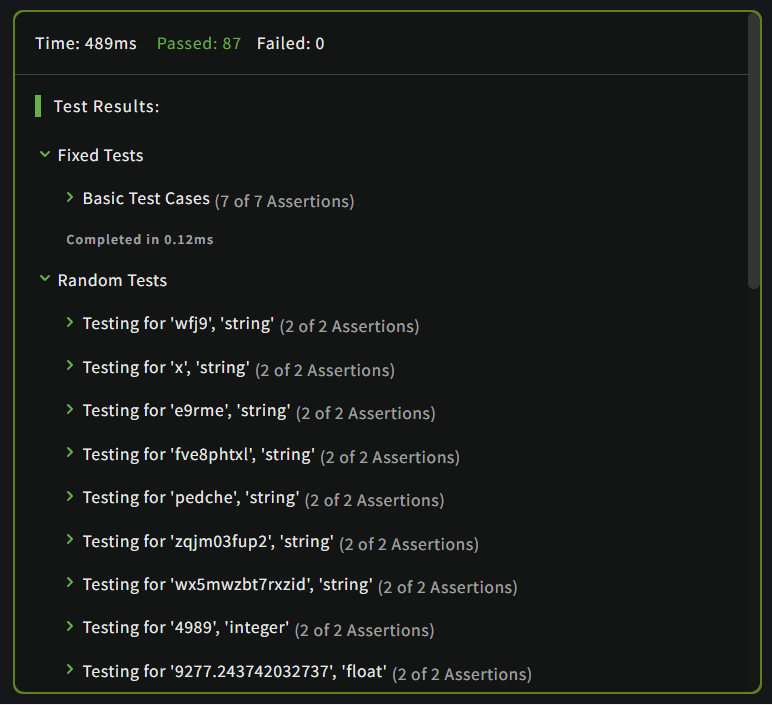 Time: 489ms Passed: 87 Failed: 0
Test Results:
Fixed Tests
Basic Test Cases (7 of 7 Assertions)
Completed in 0.12ms
Random Tests
Testing for 'wfj9', 'string' (2 of 2 Assertions)
Testing for 'x', 'string' (2 of 2 Assertions)
Testing for 'e9rme', 'string' (2 of 2 Assertions)
Testing for 'fve8phtxl', 'string' (2 of 2 Assertions)
Testing for 'pedche', 'string' (2 of 2 Assertions)
Testing for 'zqjm03fup2', 'string' (2 of 2 Assertions)
Testing for 'wx5mwzbt7rxzid', 'string' (2 of 2 Assertions)
Testing for '4989', 'integer' (2 of 2 Assertions)
Testing for '9277.243742032737', 'float' (2 of 2 Assertions)